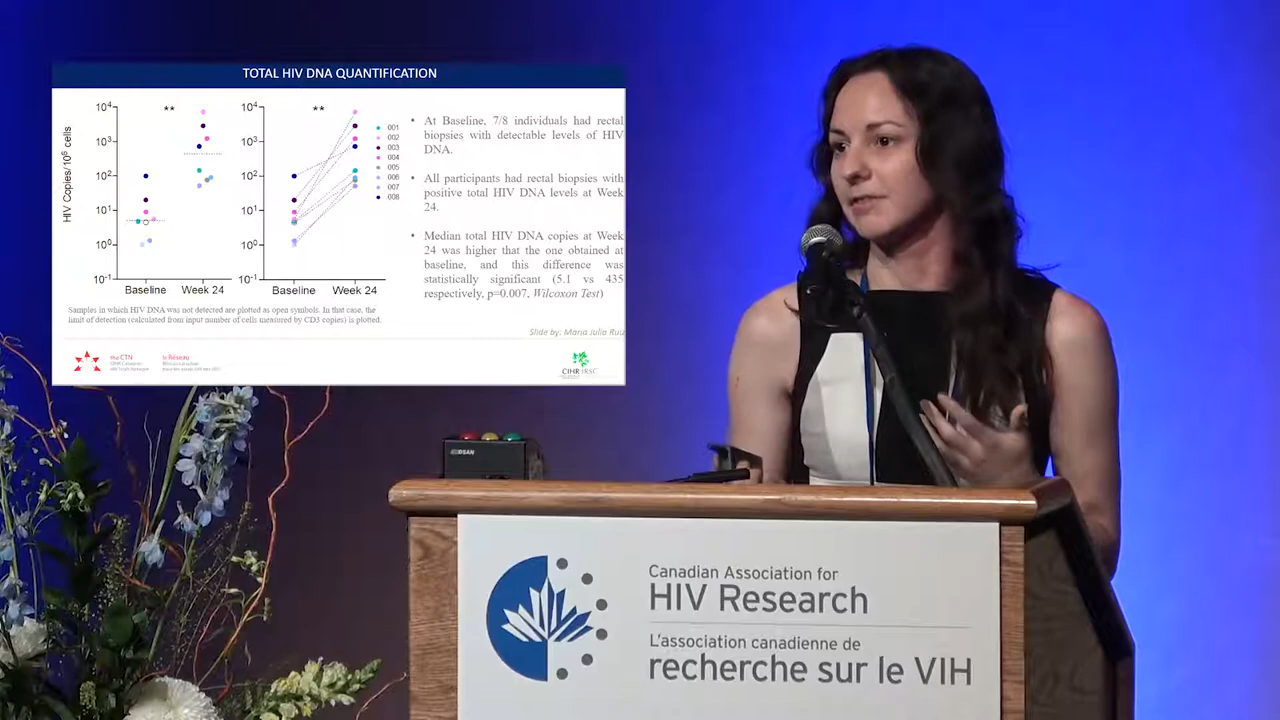 TOTAL HIV DNA QUANTIFICATION
HIV Copies/10⁶ cells
10⁴
10³
10²
10¹
10⁰
10⁻¹
**
Baseline
Week 24
10⁴
10³
10²
10¹
10⁰
10⁻¹
**
Baseline
Week 24
001
002
003
004
005
006
007
008
• At Baseline, 7/8 individuals had rectal
biopsies with detectable levels of HIV
DNA.
• All participants had rectal biopsies with
positive total HIV DNA levels at Week
24.
• Median total HIV DNA copies at Week
24 was higher that the one obtained at
baseline, and this difference was
statistically significant (5.1 vs 435
respectively, p=0.007, Wilcoxon Test)
Samples in which HIV DNA was not detected are plotted as open symbols. In that case, the
limit of detection (calculated from input number of cells measured by CD3 copies) is plotted.
Slide by: Maria Julia Ruiz
the CTN
le Réseau
CIHR IRSC
DSAN
Canadian Association for
HIV Research
L'association canadienne de
recherche sur le VIH